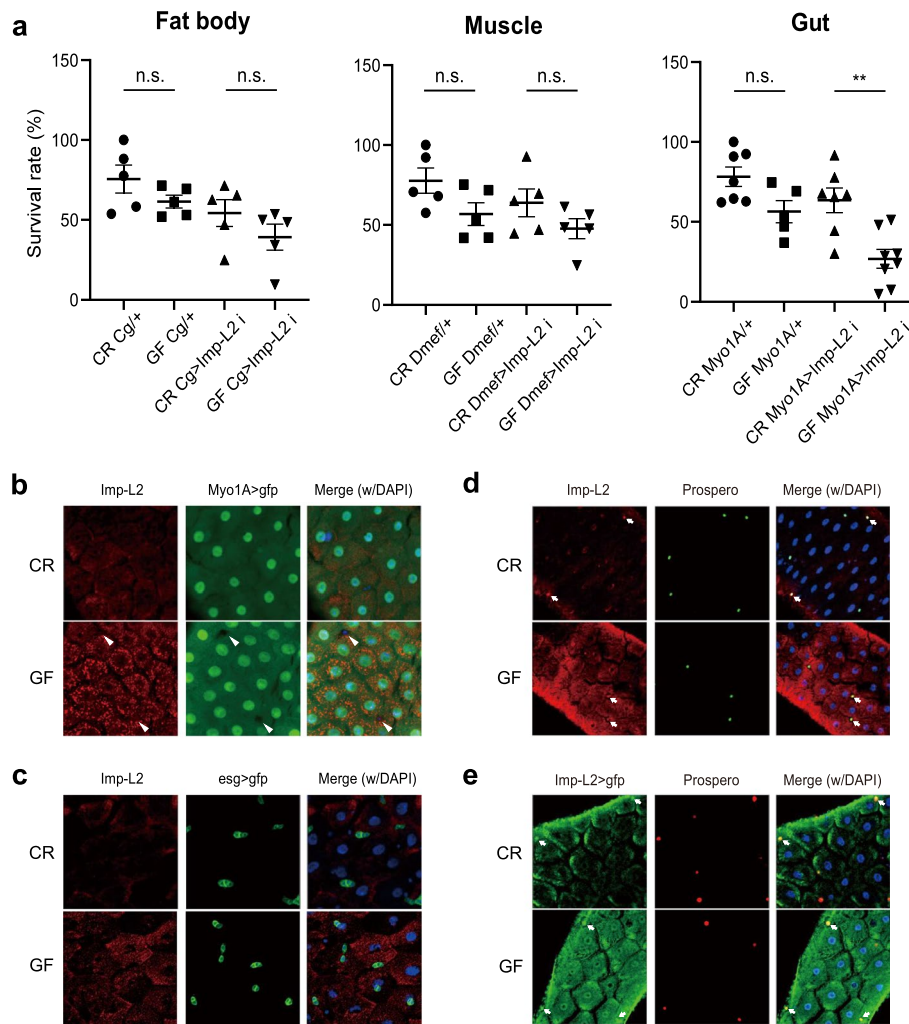 a
Fat body
Muscle
Gut
Survival rate (%)
150
100
50
0
n.s.
n.s.
CR Cg/+
GF Cg/+
CR Cg>Imp-L2 i
GF Cg>Imp-L2 i
150
100
50
0
n.s.
n.s.
CR Dmef/+
GF Dmef/+
CR Dmef>Imp-L2 i
GF Dmef>Imp-L2 i
150
100
50
0
n.s.
**
CR Myo1A/+
GF Myo1A/+
CR Myo1A>Imp-L2 i
GF Myo1A>Imp-L2 i
b
Imp-L2 Myo1A>gfp Merge (w/DAPI)
CR
GF
c
Imp-L2 esg>gfp Merge (w/DAPI)
CR
GF
d
Imp-L2 Prospero Merge (w/DAPI)
CR
GF
e
Imp-L2>gfp Prospero Merge (w/DAPI)
CR
GF